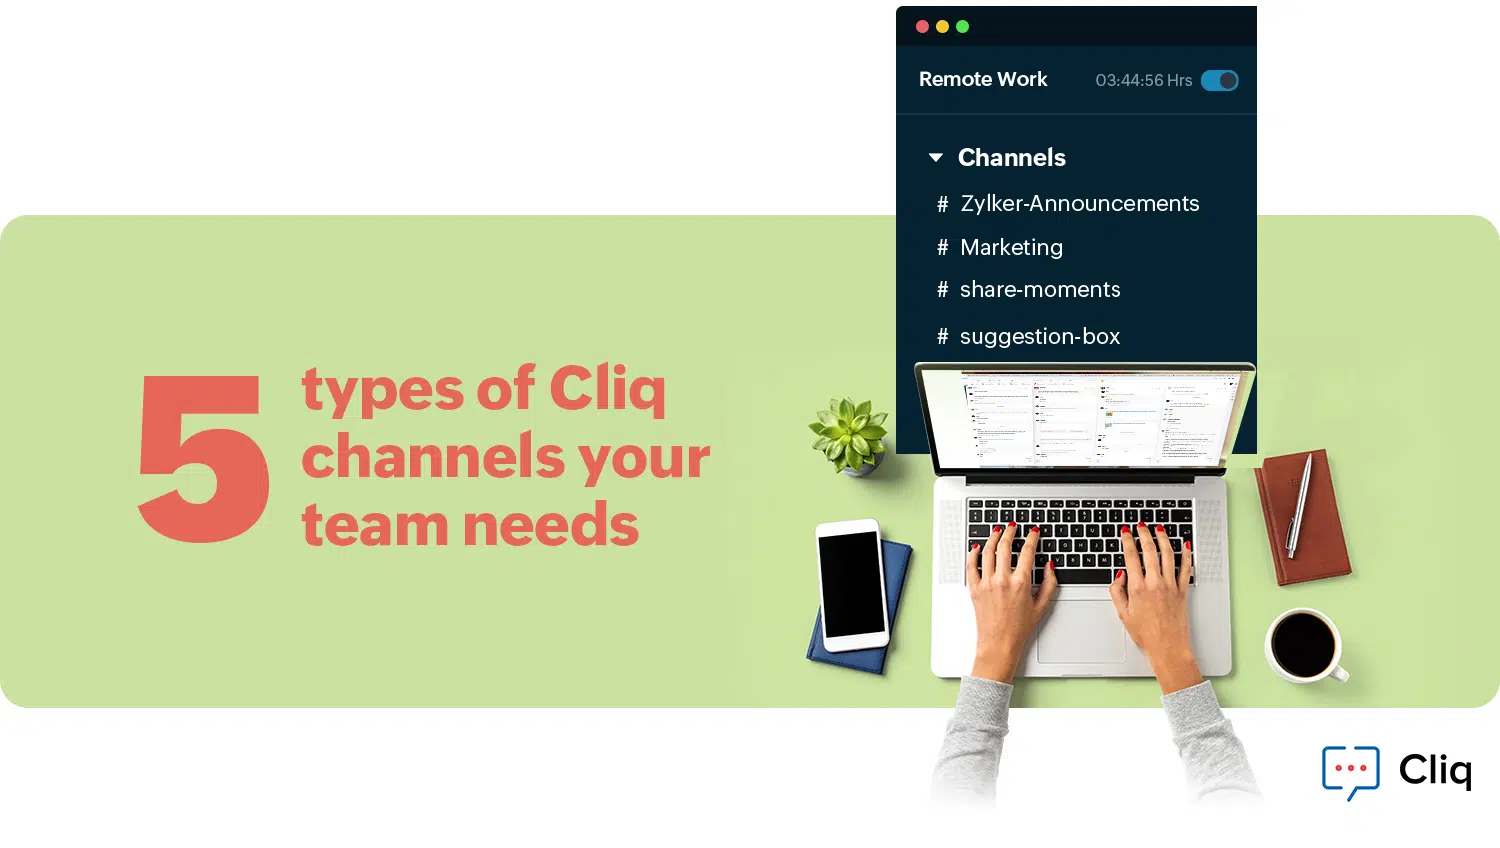 5
types of Cliq
channels your
team needs
Remote Work 03:44:56 Hrs
Channels
# Zylker-Announcements
# Marketing
# share-moments
# suggestion-box
Cliq